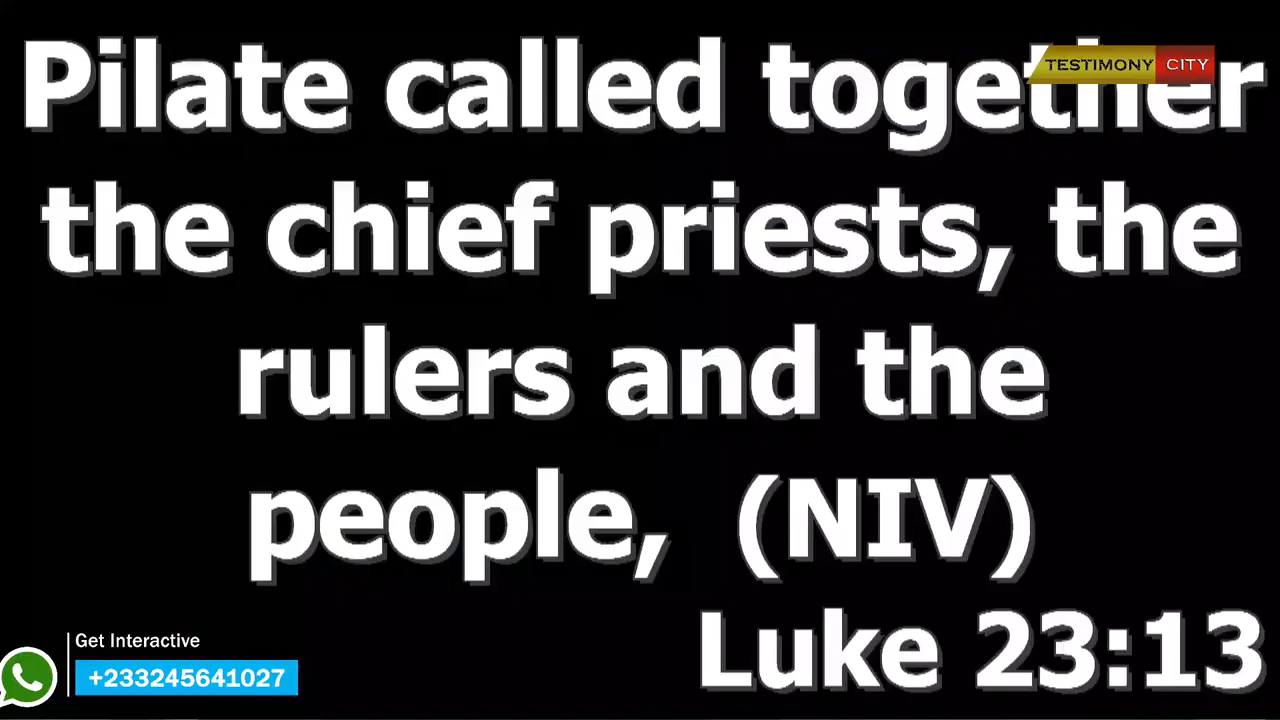 Pilate called together
TESTIMONY CITY
the chief priests, the
rulers and the
people, (NIV)
Luke 23:13
Get Interactive
+233245641027